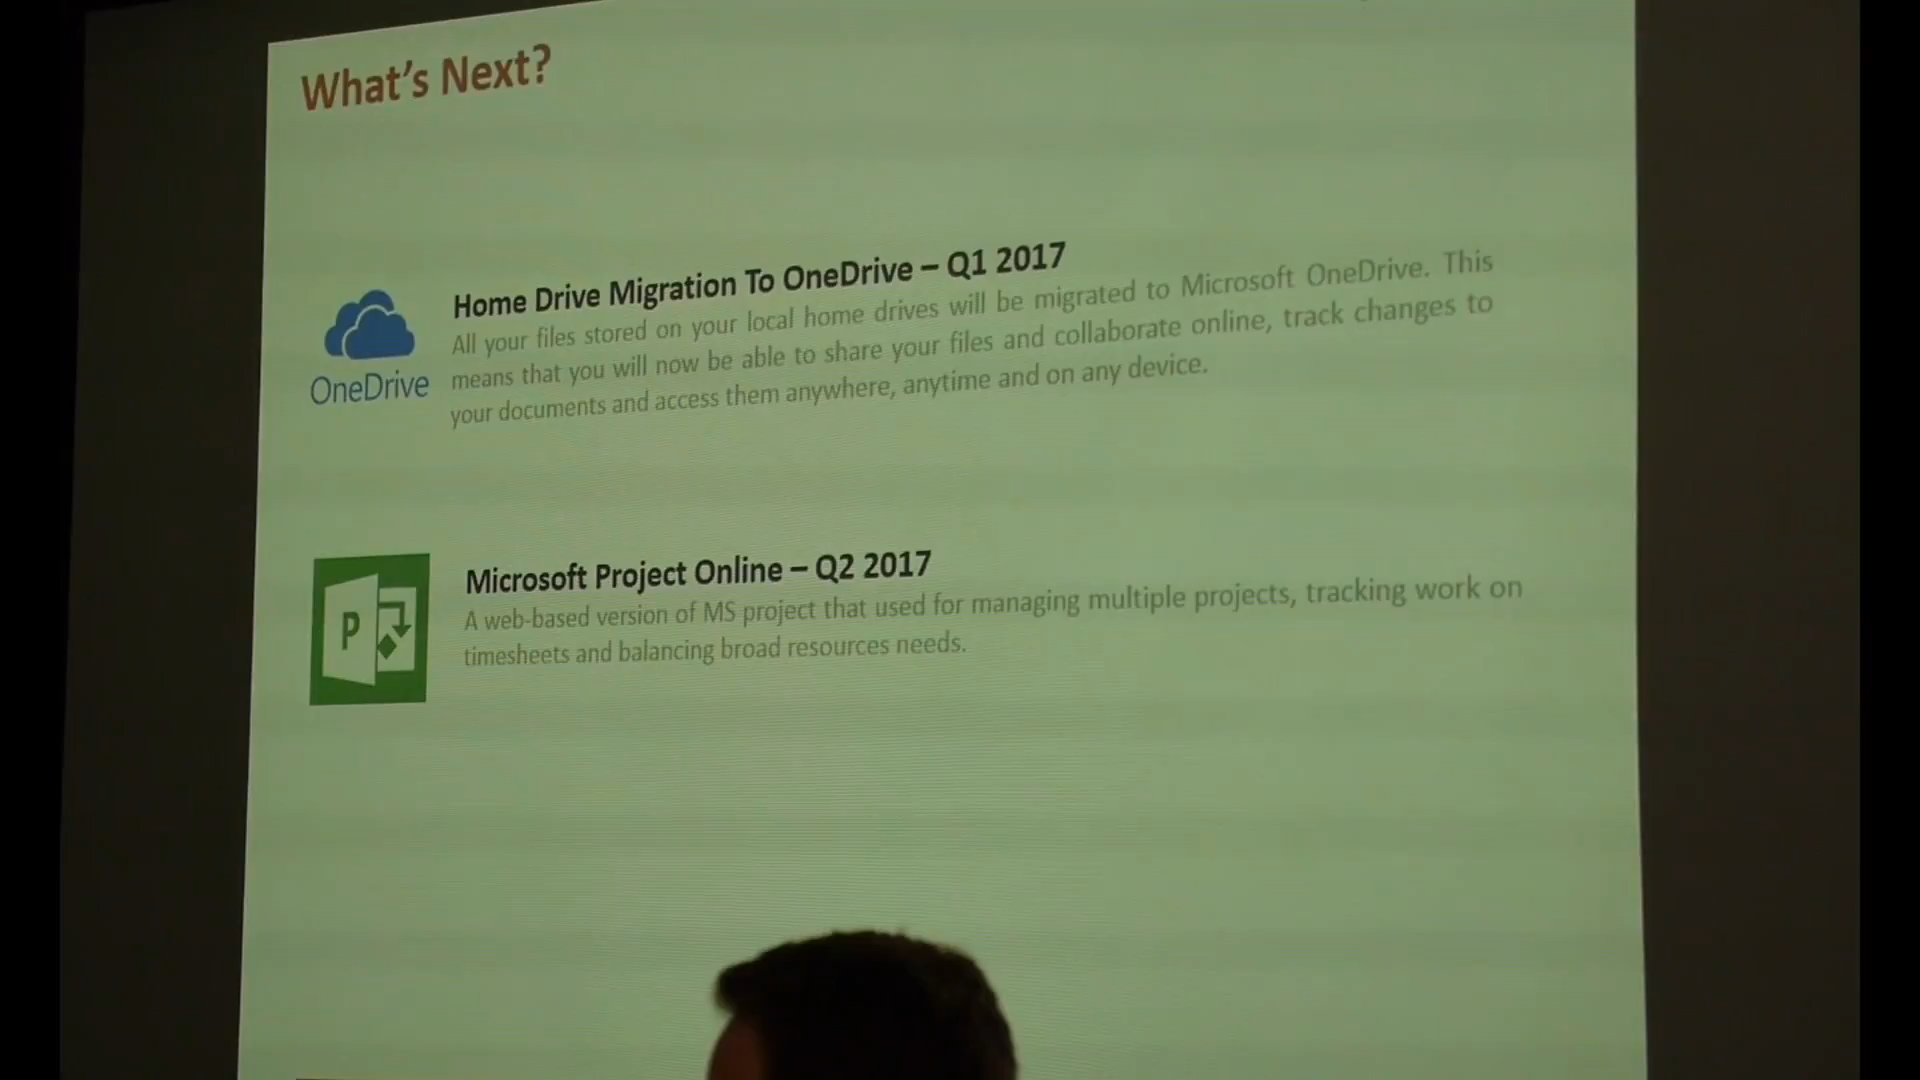 What's Next?
Home Drive Migration To OneDrive – Q1 2017
All your files stored on your local home drives will be migrated to Microsoft OneDrive. This
means that you will now be able to share your files and collaborate online, track changes to
your documents and access them anywhere, anytime and on any device.
OneDrive
Microsoft Project Online – Q2 2017
A web-based version of MS project that used for managing multiple projects, tracking work on
timesheets and balancing broad resources needs.
P